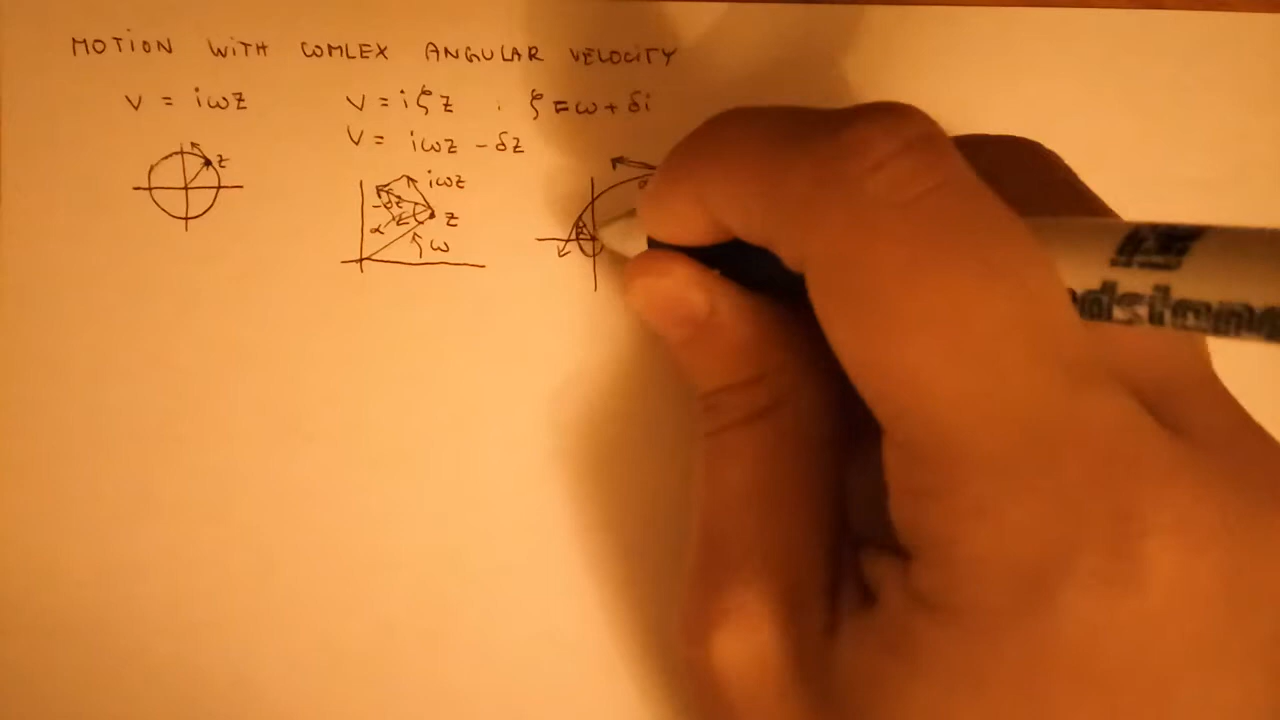 MOTION WITH COMLEX ANGULAR VELOCITY
V = iωz
V = iζz : ζ = ω + δi
V = iωz - δz
z
iωz
-δz
z
α
ω
α